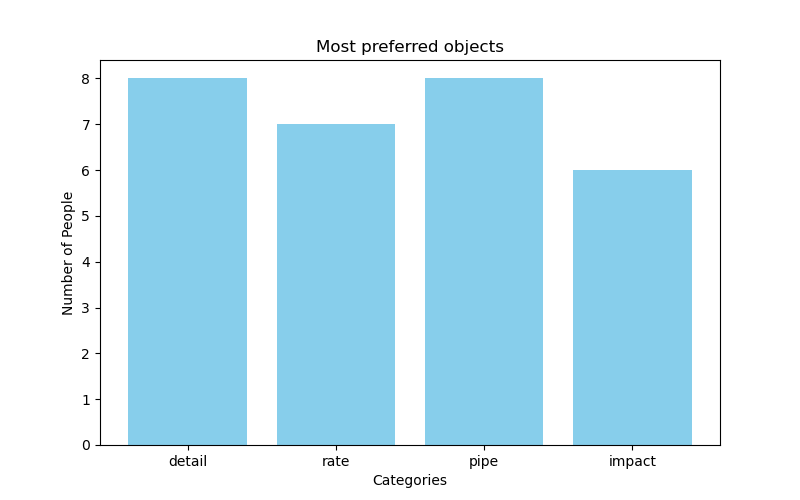 Most preferred objects
Number of People
8
7
6
5
4
3
2
1
0
detail rate pipe impact
Categories